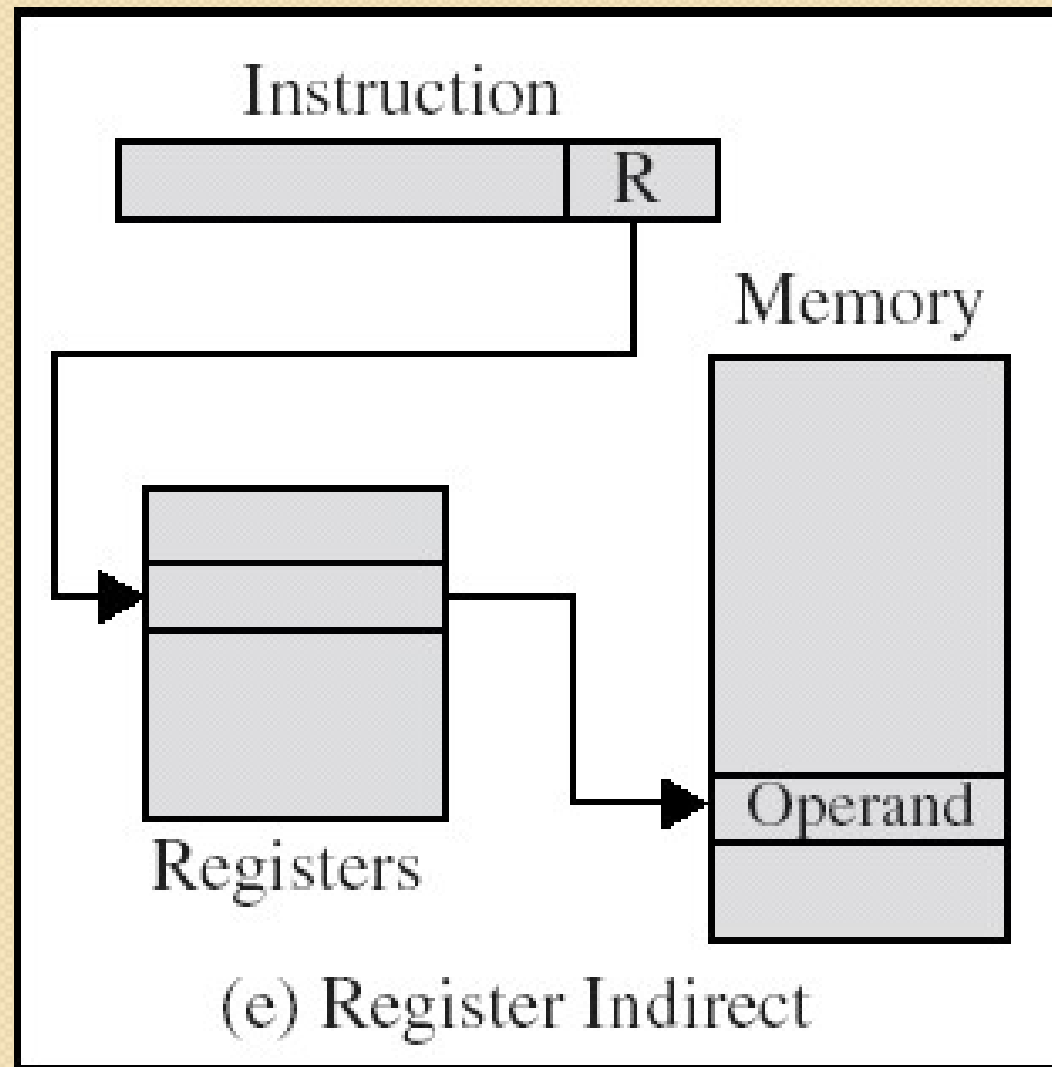 Instruction
R
Memory
Operand
Registers
(e) Register Indirect